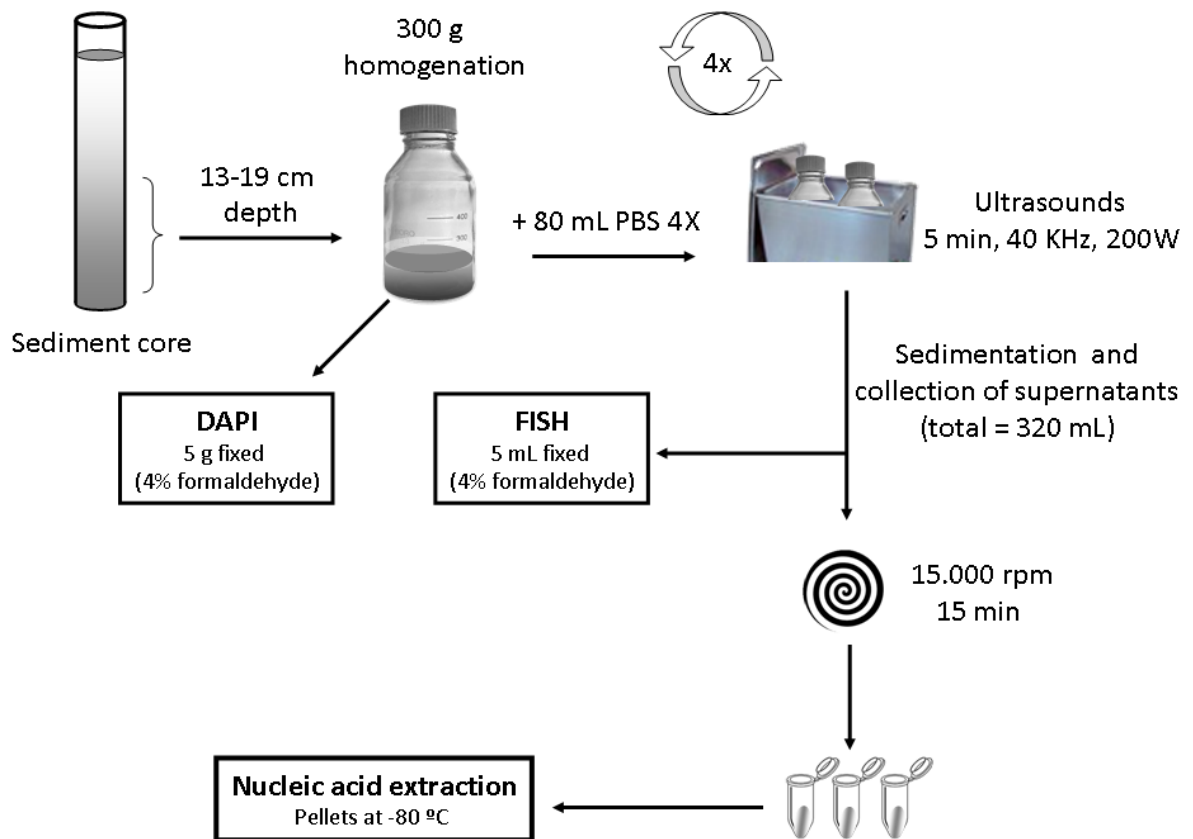 300 g
homogenation
4x
13-19 cm
depth
+ 80 mL PBS 4X
Ultrasounds
5 min, 40 KHz, 200W
Sediment core
Sedimentation and
collection of supernatants
(total = 320 mL)
DAPI
5 g fixed
(4% formaldehyde)
FISH
5 mL fixed
(4% formaldehyde)
15.000 rpm
15 min
Nucleic acid extraction
Pellets at -80 ºC
400